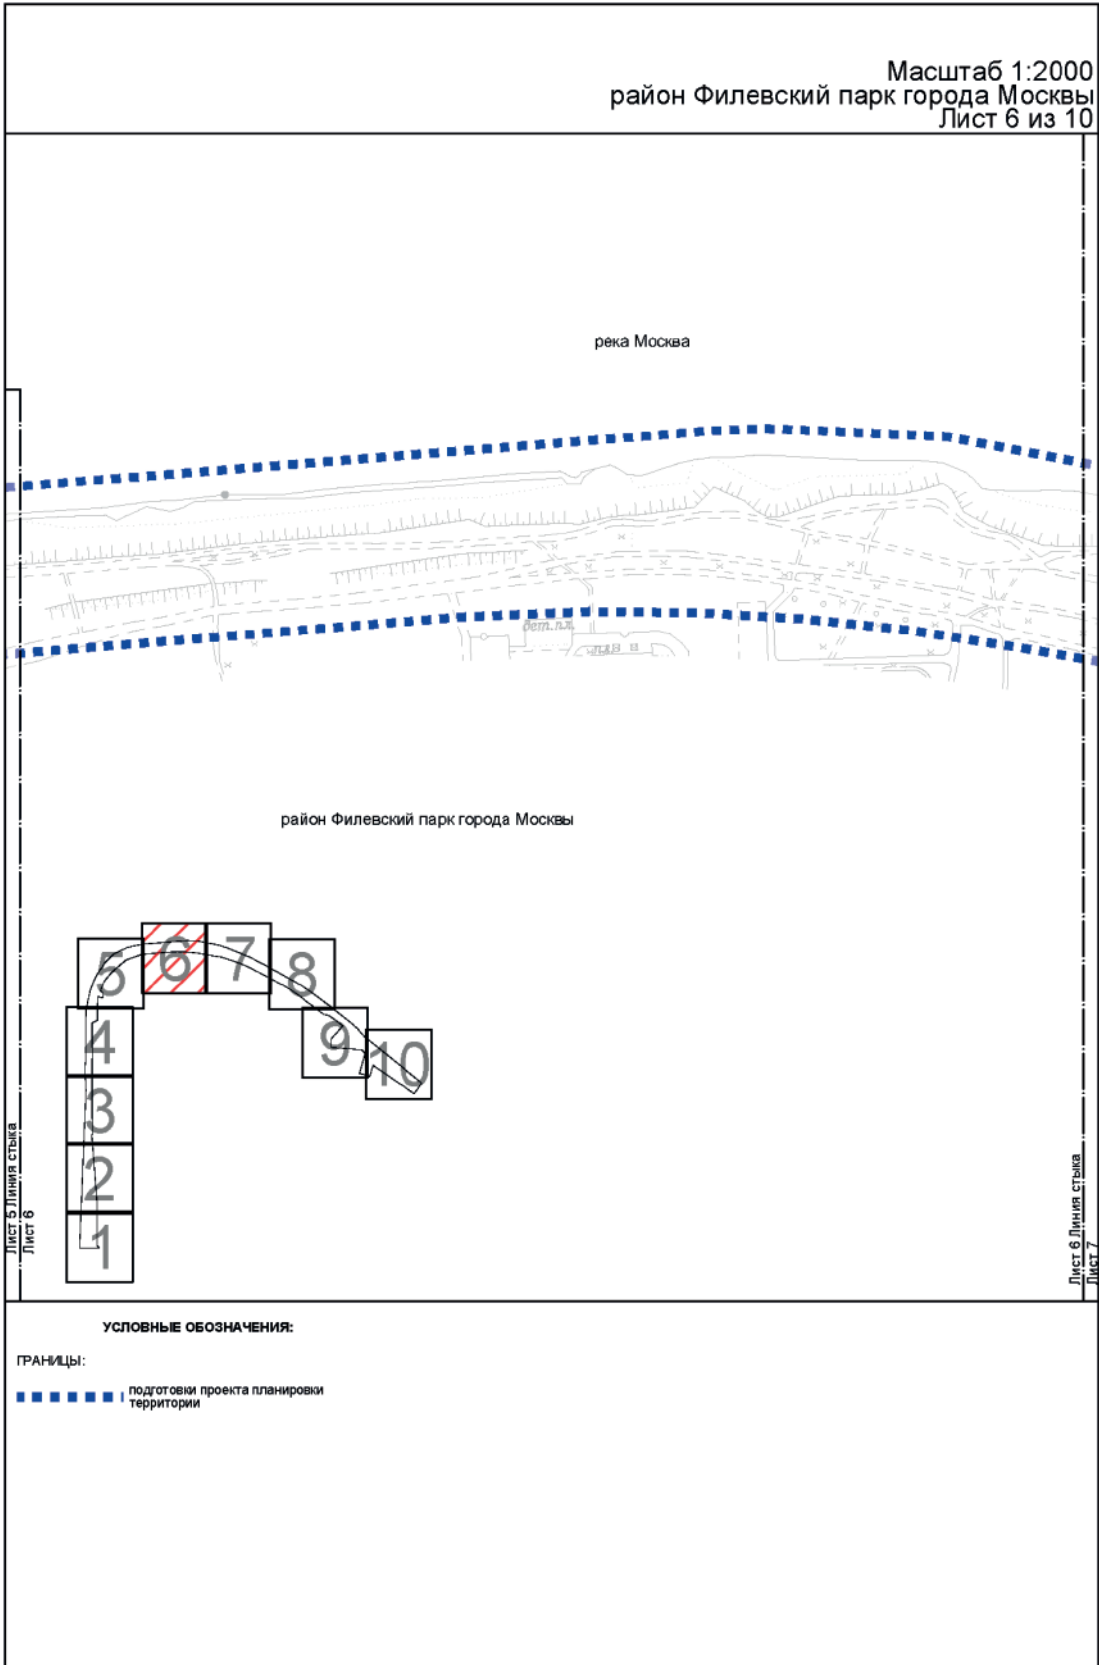 Масштаб 1:2000
район Филевский парк города Москвы
Лист 6 из 10
река Москва
бет.пл.
район Филевский парк города Москвы
5
6
7
8
4
9
10
3
2
1
Лист 5 Линия стыка
Лист 6
Лист 6 Линия стыка
Лист 7
УСЛОВНЫЕ ОБОЗНАЧЕНИЯ:
ГРАНИЦЫ:
подготовки проекта планировки
территории